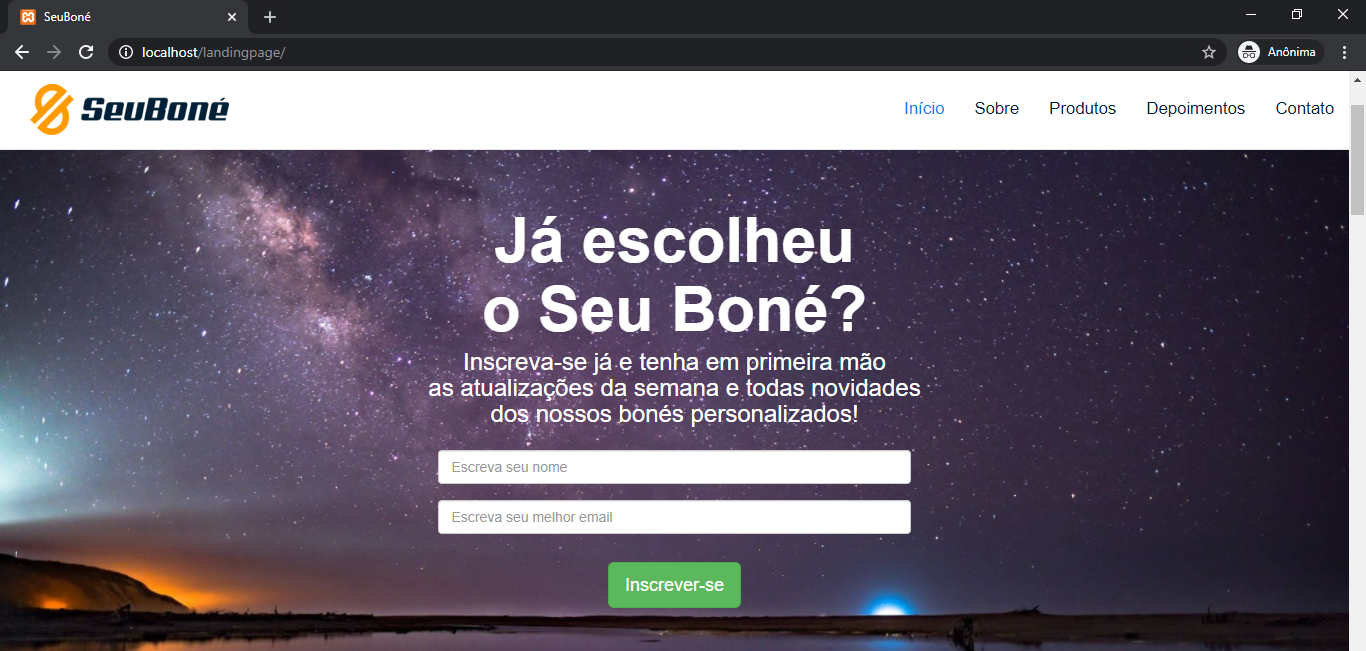 SeuBoné
localhost/landingpage/
Anônima
SeuBoné
Início Sobre Produtos Depoimentos Contato
Já escolheu
o Seu Boné?
Inscreva-se já e tenha em primeira mão
as atualizações da semana e todas novidades
dos nossos bonés personalizados!
Escreva seu nome
Escreva seu melhor email
Inscrever-se